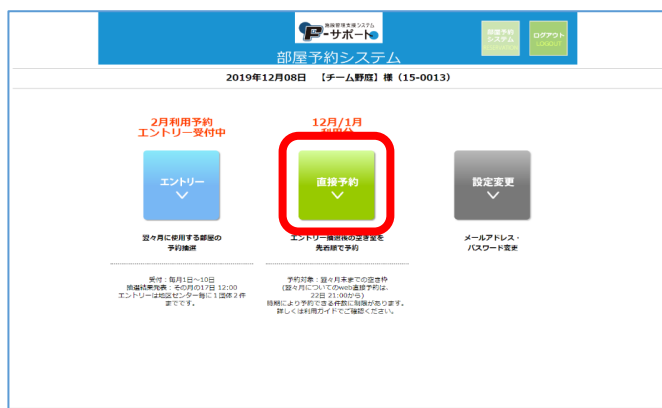 施設管理支援システム
F-サポート
部屋予約システム
部屋予約
システム
ログアウト
LOGOUT
2019年12月08日 【チーム野庭】様（15-0013）
2月利用予約
エントリー受付中
12月/1月
利用分
エントリー
直接予約
設定変更
翌々月に使用する部屋の
予約抽選
エントリー抽選後の空き室を
先着順で予約
メールアドレス・
パスワード変更
受付：毎月1日～10日
抽選結果発表：その月の17日 12:00
エントリーは地区センター毎に１団体２件
までです。
予約対象：翌々月末までの空き枠
(翌々月についてのweb直接予約は、
22日 21:00から)
時期により予約できる件数に制限があります。
詳しくは利用ガイドでご確認ください。